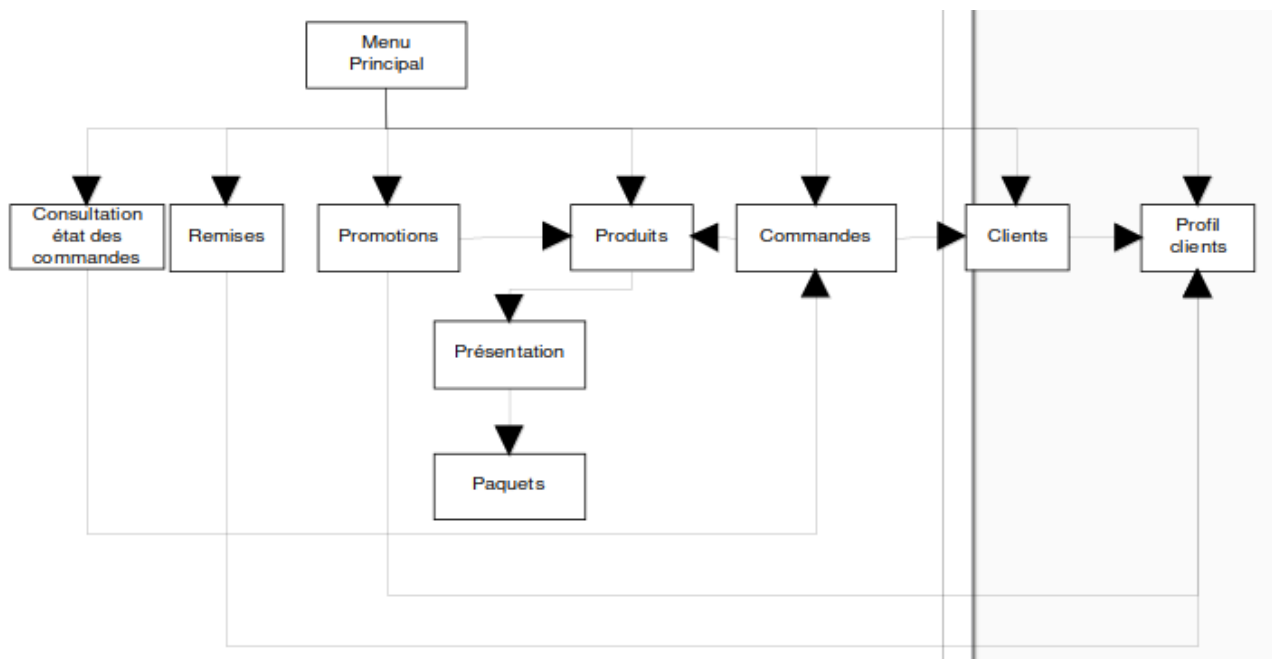 Menu
Principal
Consultation
état des
commandes
Remises
Promotions
Produits
Commandes
Clients
Profil
clients
Présentation
Paquets